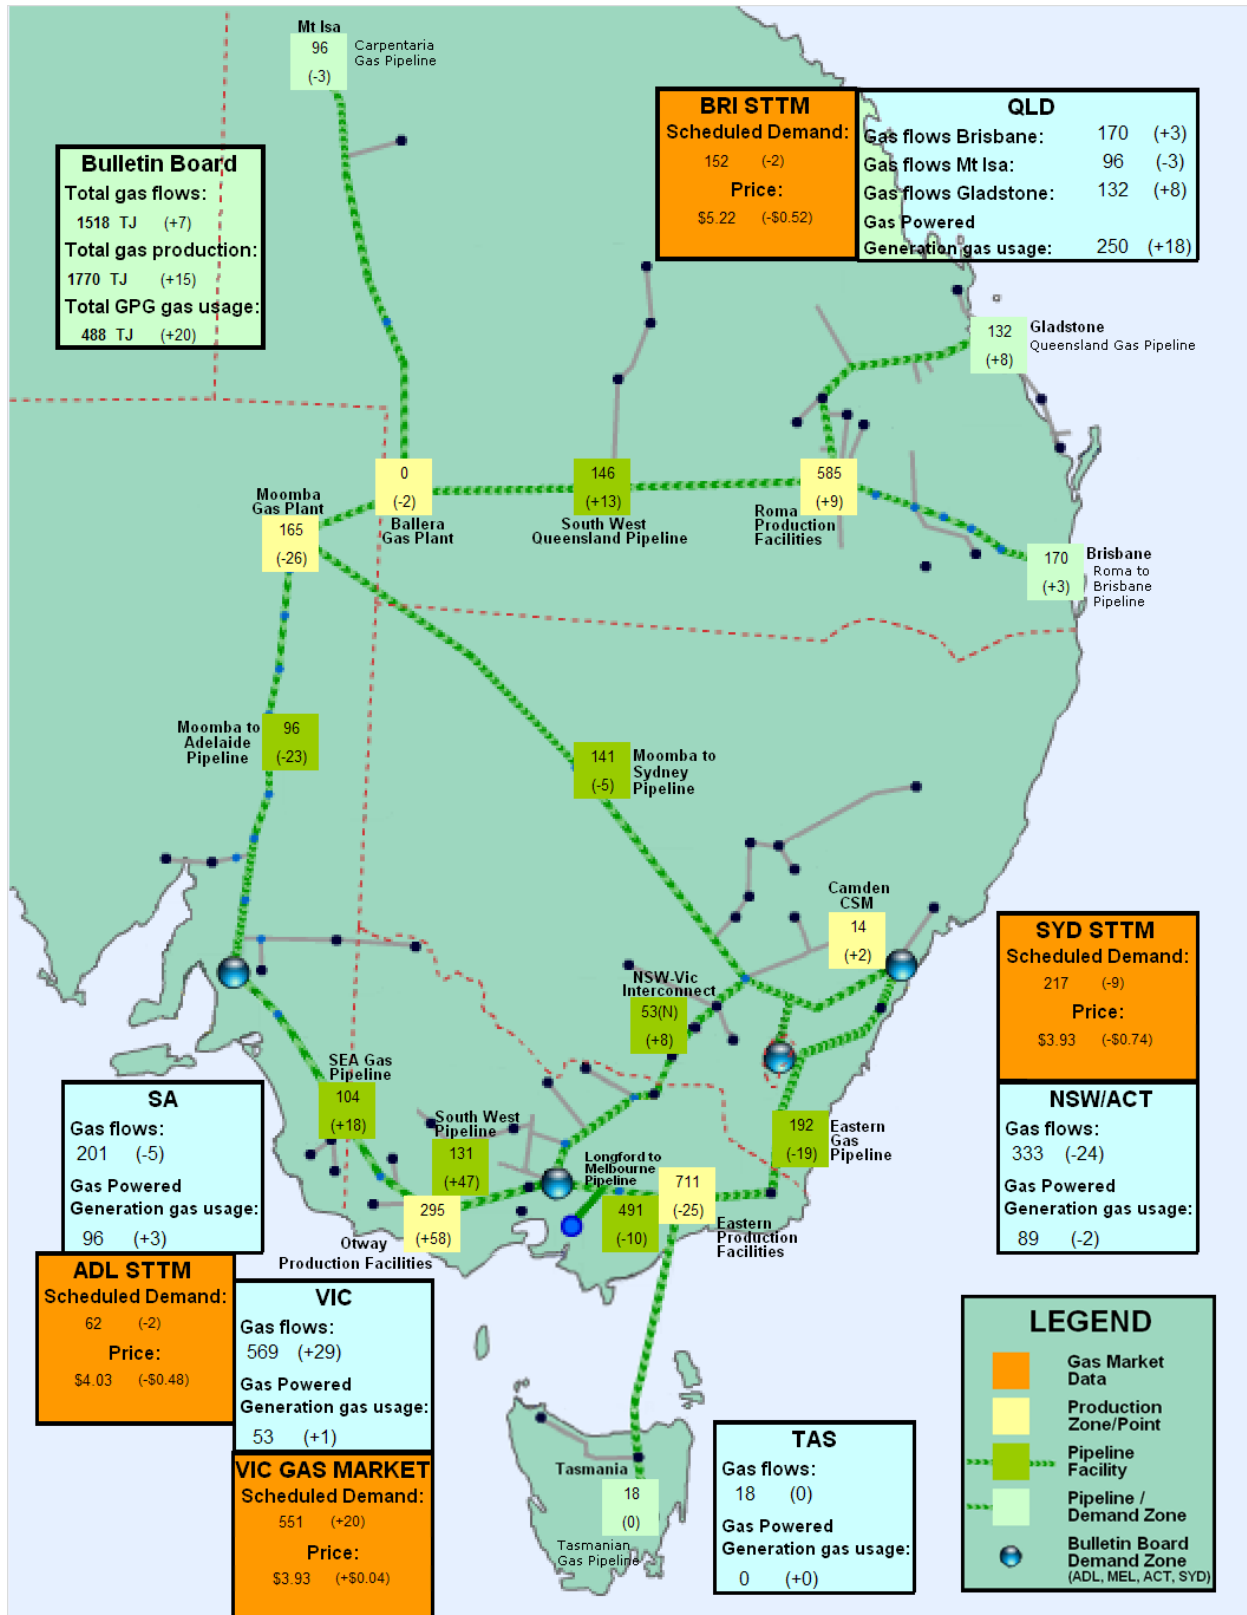 Mt Isa
96
(-3)
Carpentaria
Gas Pipeline
BRI STTM
Scheduled Demand:
152 (-2)
Price:
$5.22 (-$0.52)
QLD
Gas flows Brisbane: 170 (+3)
Gas flows Mt Isa: 96 (-3)
Gas flows Gladstone: 132 (+8)
Gas Powered
Generation gas usage: 250 (+18)
Bulletin Board
Total gas flows:
1518 TJ (+7)
Total gas production:
1770 TJ (+15)
Total GPG gas usage:
488 TJ (+20)
132
(+8)
Gladstone
Queensland Gas Pipeline
0
(-2)
Ballera
Gas Plant
146
(+13)
South West
Queensland Pipeline
585
(+9)
Roma
Production
Facilities
Moomba
Gas Plant
165
(-26)
170
(+3)
Brisbane
Roma to
Brisbane
Pipeline
Moomba to
Adelaide
Pipeline
96
(-23)
141
(-5)
Moomba to
Sydney
Pipeline
Camden
CSM
14
(+2)
SYD STTM
Scheduled Demand:
217 (-9)
Price:
$3.93 (-$0.74)
NSW/ACT
Gas flows:
333 (-24)
Gas Powered
Generation gas usage:
89 (-2)
NSW-Vic
Interconnect
53(N)
(+8)
SEA Gas
Pipeline
104
(+18)
South West
Pipeline
131
(+47)
Longford to
Melbourne
Pipeline
491
(-10)
711
(-25)
Eastern
Production
Facilities
192
(-19)
Eastern
Gas
Pipeline
295
(+58)
Otway
Production Facilities
SA
Gas flows:
201 (-5)
Gas Powered
Generation gas usage:
96 (+3)
ADL STTM
Scheduled Demand:
62 (-2)
Price:
$4.03 (-$0.48)
VIC
Gas flows:
569 (+29)
Gas Powered
Generation gas usage:
53 (+1)
VIC GAS MARKET
Scheduled Demand:
551 (+20)
Price:
$3.93 (+$0.04)
Tasmania
18
(0)
Tasmanian
Gas Pipeline
TAS
Gas flows:
18 (0)
Gas Powered
Generation gas usage:
0 (+0)
LEGEND
Gas Market
Data
Production
Zone/Point
Pipeline
Facility
Pipeline /
Demand Zone
Bulletin Board
Demand Zone
(ADL, MEL, ACT, SYD)